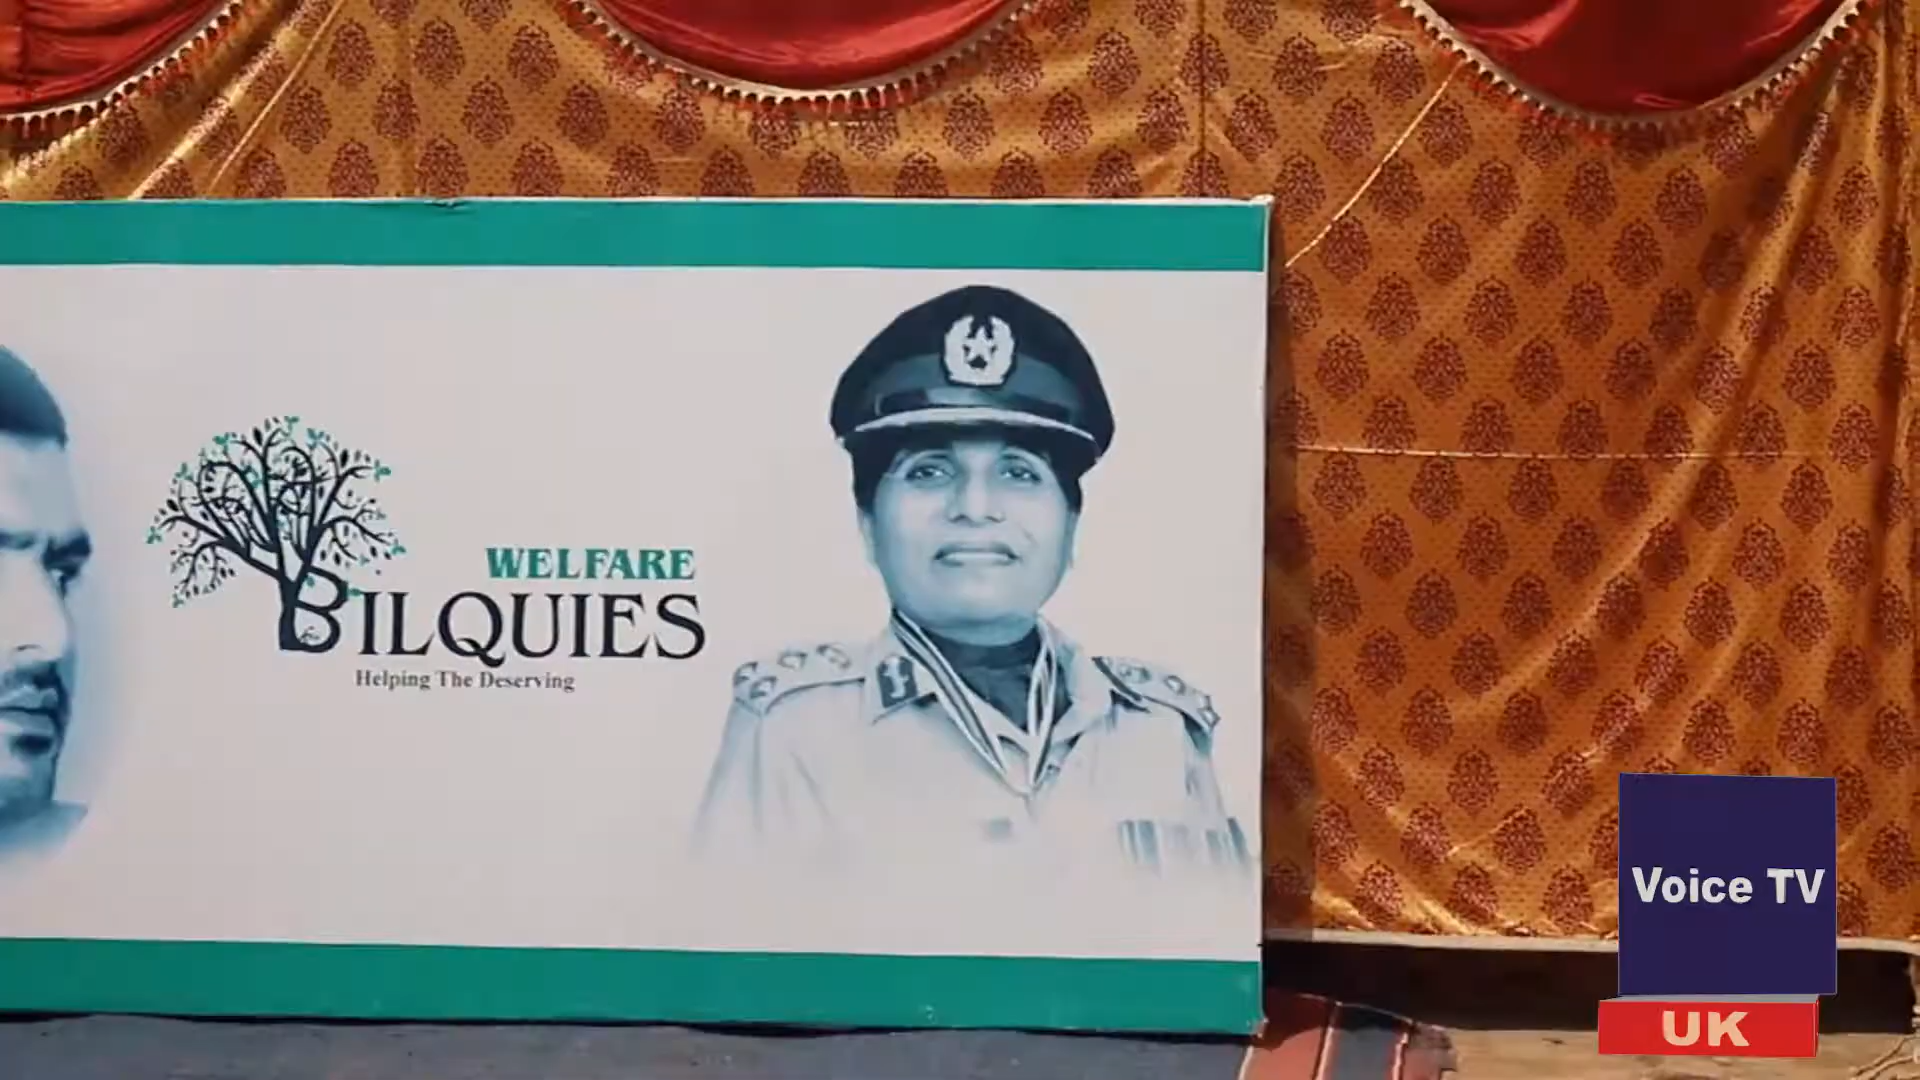 WELFARE
BILQUIES
Helping The Deserving
Voice TV
UK